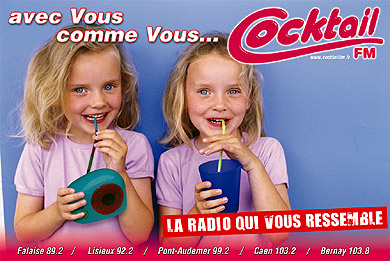 avec Vous
comme Vous...
Cocktail
FM
www.cocktailfm.fr
LA RADIO QUI VOUS RESSEMBLE
Falaise 89.2 / Lisieux 92.2 / Pont-Audemer 99.2 / Caen 103.2 / Bernay 103.8